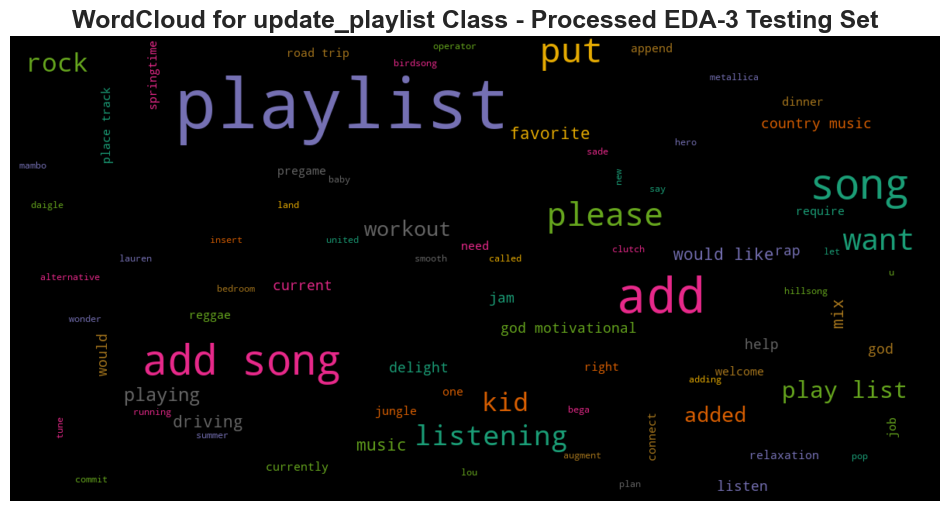 WordCloud for update_playlist Class - Processed EDA-3 Testing Set
operator
put
append
road trip
springtime
rock
birdsong
metallica
playlist
place track
dinner
favorite
country music
hero
sade
mambo
pregame
baby
new
say
song
daigle
land
please
require
workout
want
insert
united
need
clutch
would like
rap
let
lauren
smooth
called
alternative
current
add
u
bedroom
jam
hillsong
mix
wonder
reggae
god motivational
would
add song
help
god
delight
right
welcome
adding
playing
one
kid
play list
running
jungle
bega
added
driving
tune
summer
music
listening
connect
job
currently
augment
relaxation
pop
commit
lou
plan
listen